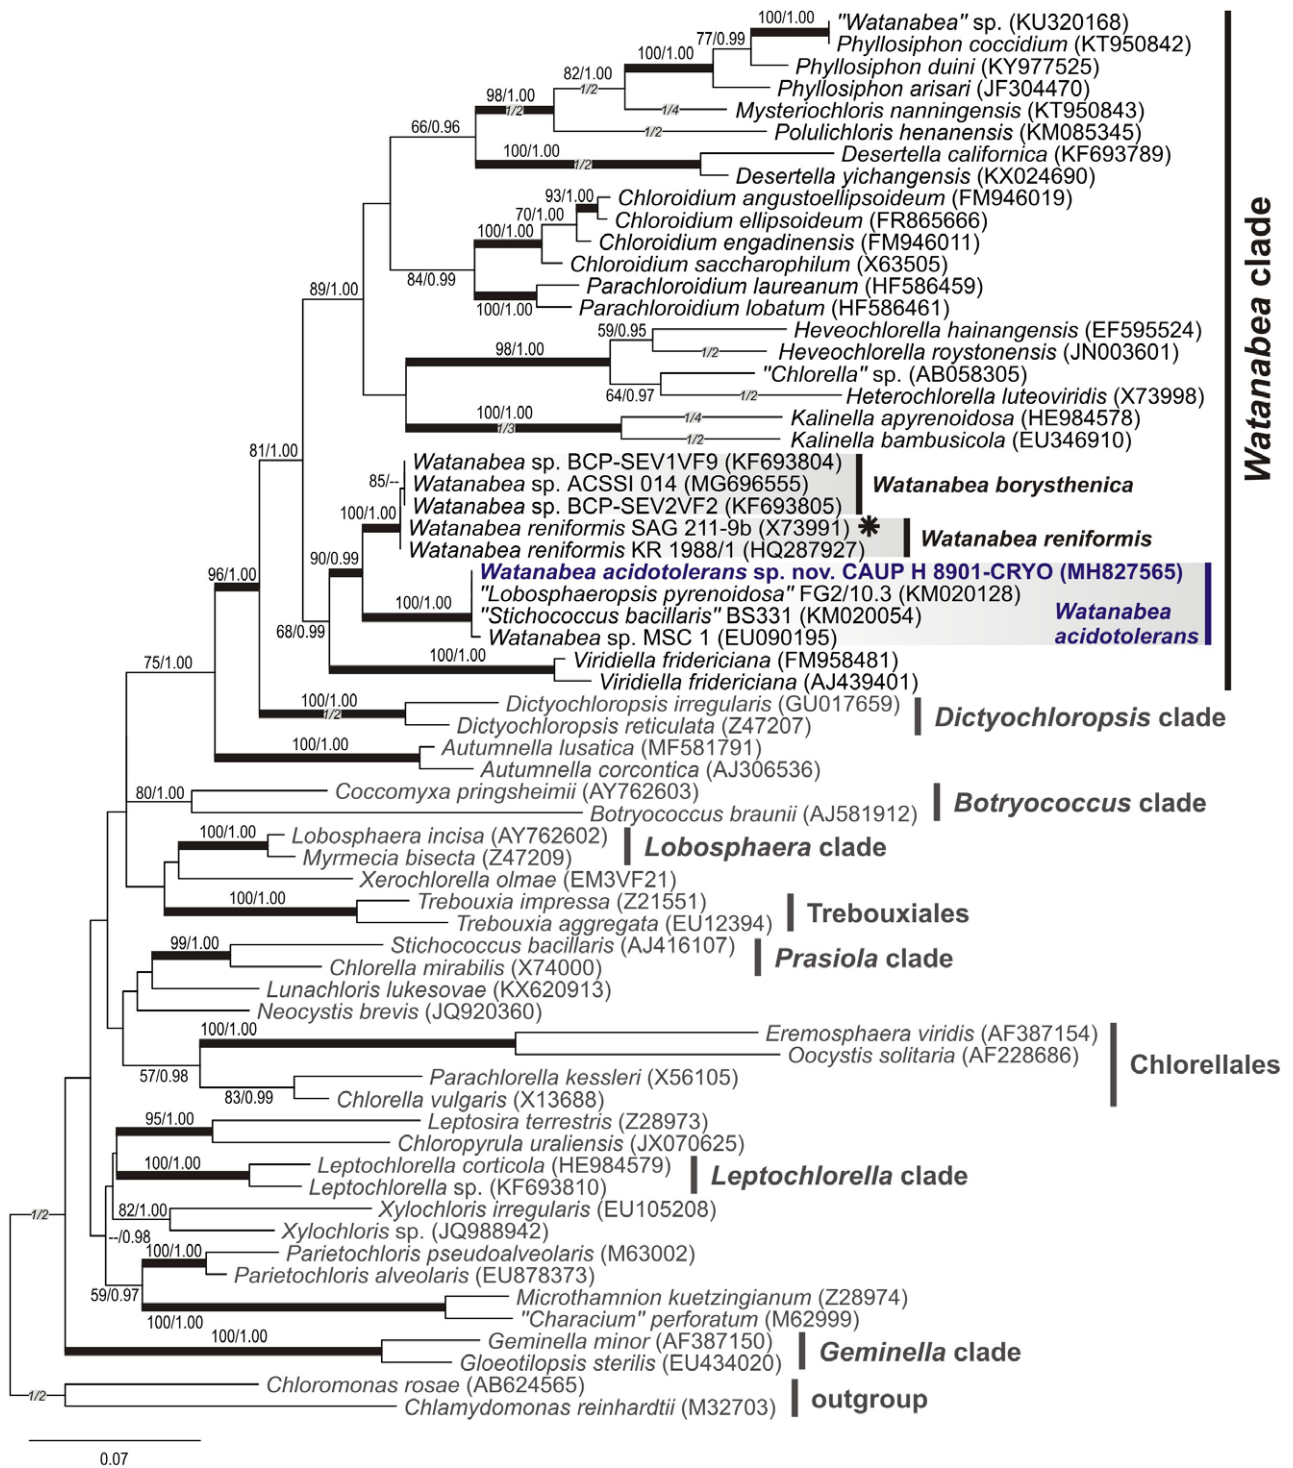 100/1.00
"Watanabea" sp. (KU320168)
77/0.99
Phyllosiphon coccidium (KT950842)
100/1.00
Phyllosiphon duini (KY977525)
82/1.00
Phyllosiphon arisari (JF304470)
1/2
98/1.00
1/2
1/4
Mysteriochloris nanningensis (KT950843)
66/0.96
1/2
Polulichloris henanensis (KM085345)
100/1.00
1/2
Desertella californica (KF693789)
Desertella yichangensis (KX024690)
93/1.00
Chloroidium angustoellipsoideum (FM946019)
70/1.00
Chloroidium ellipsoideum (FR865666)
100/1.00
Chloroidium engadinensis (FM946011)
84/0.99
Chloroidium saccharophilum (X63505)
89/1.00
Parachloroidium laureanum (HF586459)
100/1.00
Parachloroidium lobatum (HF586461)
59/0.95
Heveochlorella hainangensis (EF595524)
98/1.00
1/2
Heveochlorella roystonensis (JN003601)
"Chlorella" sp. (AB058305)
64/0.97
1/2
Heterochlorella luteoviridis (X73998)
100/1.00
1/3
1/4
Kalinella apyrenoidosa (HE984578)
1/2
Kalinella bambusicola (EU346910)
Watanabea clade
81/1.00
Watanabea sp. BCP-SEV1VF9 (KF693804)
85/--
Watanabea sp. ACSSI 014 (MG696555)
Watanabea borysthenica
Watanabea sp. BCP-SEV2VF2 (KF693805)
100/1.00
Watanabea reniformis SAG 211-9b (X73991) *
Watanabea reniformis
Watanabea reniformis KR 1988/1 (HQ287927)
90/0.99
96/1.00
Watanabea acidotolerans sp. nov. CAUP H 8901-CRYO (MH827565)
"Lobosphaeropsis pyrenoidosa" FG2/10.3 (KM020128)
100/1.00
"Stichococcus bacillaris" BS331 (KM020054)
Watanabea
acidotolerans
68/0.99
Watanabea sp. MSC 1 (EU090195)
100/1.00
Viridiella fridericiana (FM958481)
75/1.00
Viridiella fridericiana (AJ439401)
100/1.00
1/2
Dictyochloropsis irregularis (GU017659)
Dictyochloropsis clade
Dictyochloropsis reticulata (Z47207)
100/1.00
Autumnella lusatica (MF581791)
Autumnella corcontica (AJ306536)
80/1.00
Coccomyxa pringsheimii (AY762603)
Botryococcus clade
Botryococcus braunii (AJ581912)
100/1.00
Lobosphaera incisa (AY762602)
Lobosphaera clade
Myrmecia bisecta (Z47209)
Xerochlorella olmae (EM3VF21)
100/1.00
Trebouxia impressa (Z21551)
Trebouxiales
Trebouxia aggregata (EU12394)
99/1.00
Stichococcus bacillaris (AJ416107)
Prasiola clade
Chlorella mirabilis (X74000)
Lunachloris lukesovae (KX620913)
Neocystis brevis (JQ920360)
100/1.00
Eremosphaera viridis (AF387154)
Oocystis solitaria (AF228686)
Chlorellales
57/0.98
Parachlorella kessleri (X56105)
83/0.99
Chlorella vulgaris (X13688)
95/1.00
Leptosira terrestris (Z28973)
Chloropyrula uraliensis (JX070625)
100/1.00
Leptochlorella corticola (HE984579)
Leptochlorella clade
Leptochlorella sp. (KF693810)
82/1.00
Xylochloris irregularis (EU105208)
1/2
Xylochloris sp. (JQ988942)
--/0.98
100/1.00
Parietochloris pseudoalveolaris (M63002)
Parietochloris alveolaris (EU878373)
59/0.97
Microthamnion kuetzingianum (Z28974)
100/1.00
"Characium" perforatum (M62999)
100/1.00
Geminella minor (AF387150)
Geminella clade
Gloeotilopsis sterilis (EU434020)
1/2
Chloromonas rosae (AB624565)
outgroup
Chlamydomonas reinhardtii (M32703)
0.07